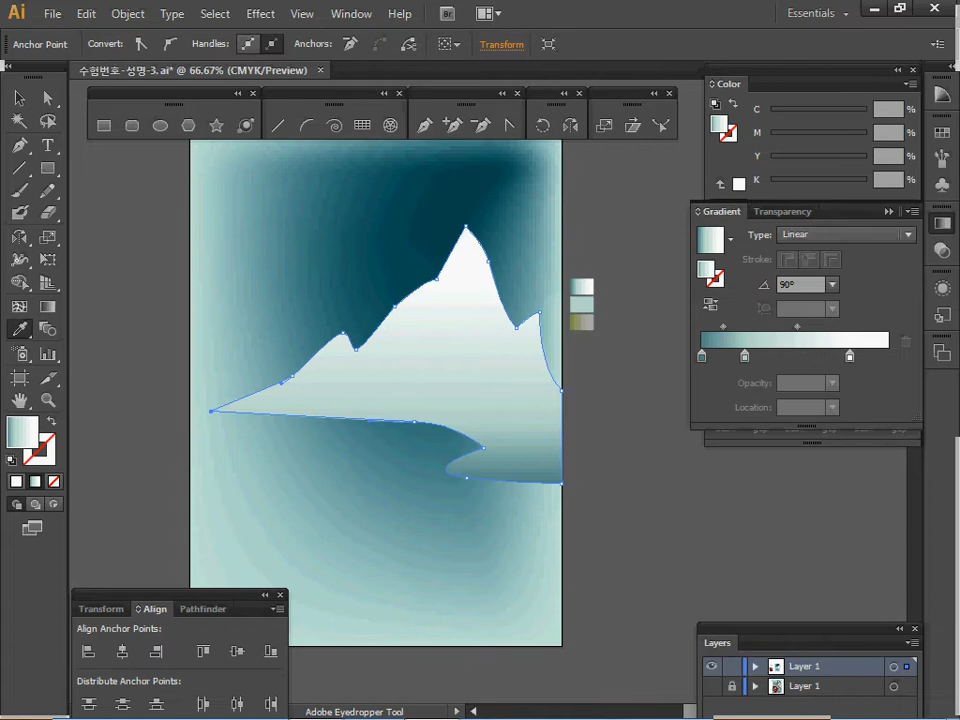 Ai File Edit Object Type Select Effect View Window Help Br Essentials
Anchor Point Convert: Handles: Anchors: Transform
수험번호-성명-3.ai* @ 66.67% (CMYK/Preview) ×
Color
C %
M %
Y %
K %
Gradient Transparency
Type: Linear
Stroke:
90°
Opacity:
Location:
Transform Align Pathfinder
Align Anchor Points:
Distribute Anchor Points:
Layers
Layer 1
Layer 1
Adobe Eyedropper Tool